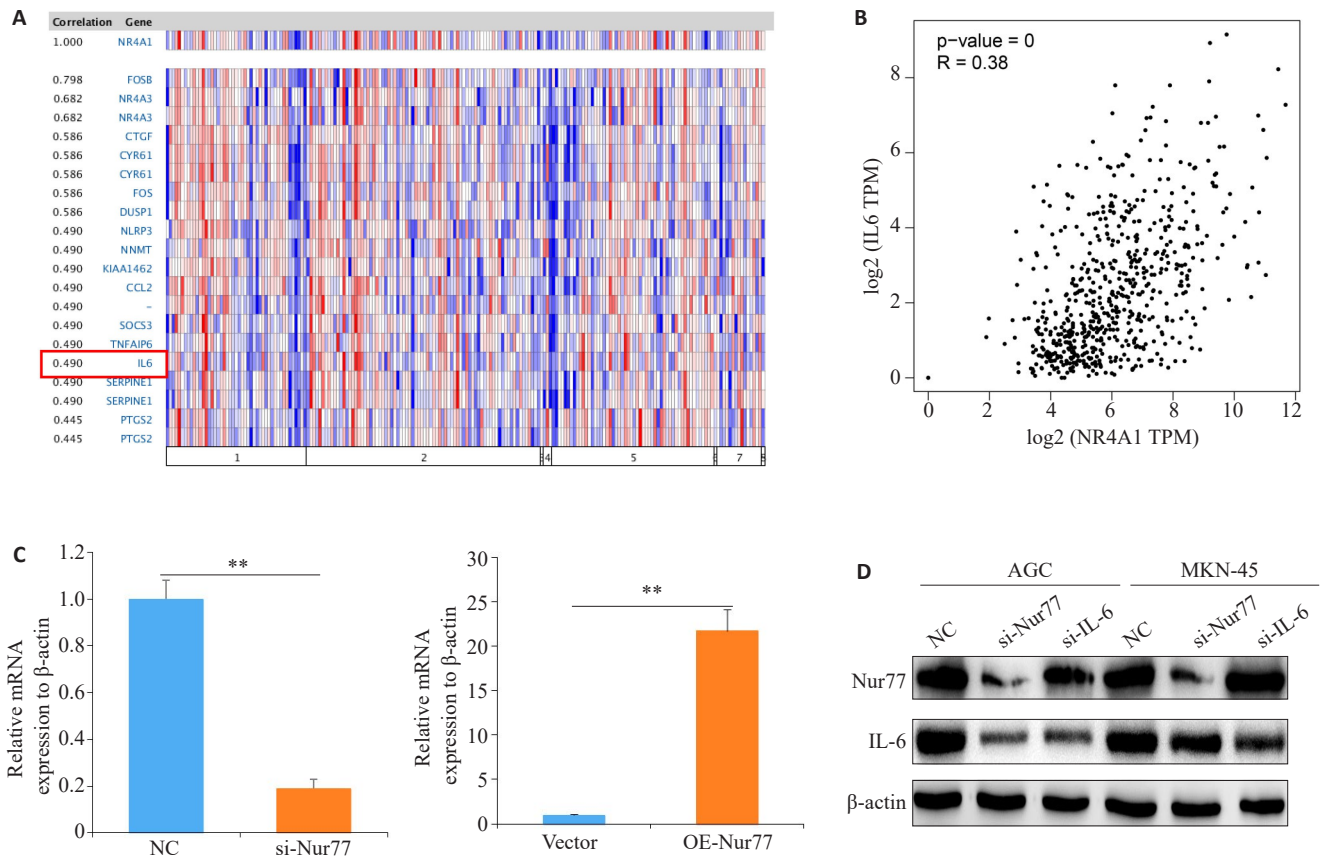 A
Correlation Gene
1.000 NR4A1
0.798 FOSB
0.682 NR4A3
0.682 NR4A3
0.586 CTGF
0.586 CYR61
0.586 CYR61
0.586 FOS
0.586 DUSP1
0.490 NLRP3
0.490 NNMT
0.490 KIAA1462
0.490 CCL2
0.490 –
0.490 SOCS3
0.490 TNFAIP6
0.490 IL6
0.490 SERPINE1
0.490 SERPINE1
0.445 PTGS2
0.445 PTGS2
1 2 4 5 7
B
p−value = 0
R = 0.38
log2 (IL6 TPM)
8
6
4
2
0
0 2 4 6 8 10 12
log2 (NR4A1 TPM)
C
Relative mRNA
expression to β-actin
1.2
1.0
0.8
0.6
0.4
0.2
0
**
NC si-Nur77
Relative mRNA
expression to β-actin
30
25
20
15
10
5
0
**
Vector OE-Nur77
D
AGC MKN-45
NC si-Nur77 si-IL-6 NC si-Nur77 si-IL-6
Nur77
IL-6
β-actin